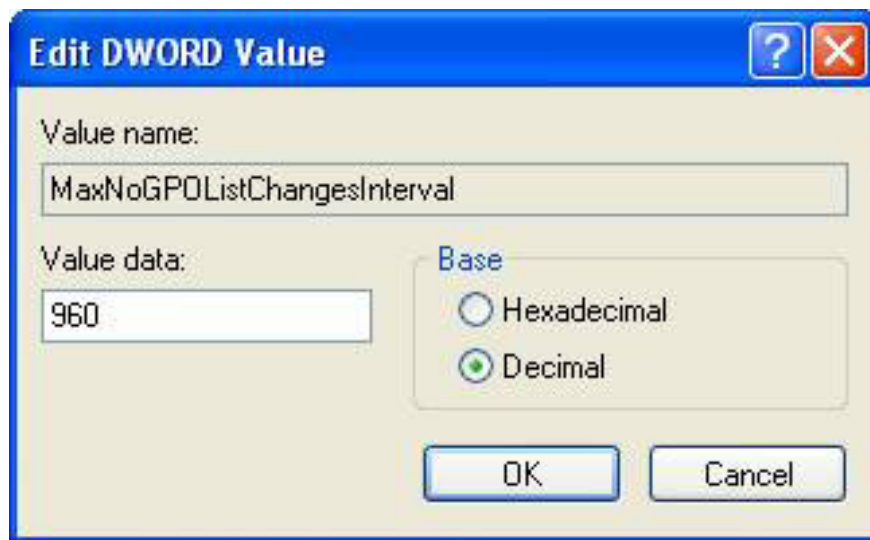 Edit DWORD Value
Value name:
MaxNoGPOListChangesInterval
Value data:
960
Base
Hexadecimal
Decimal
OK
Cancel